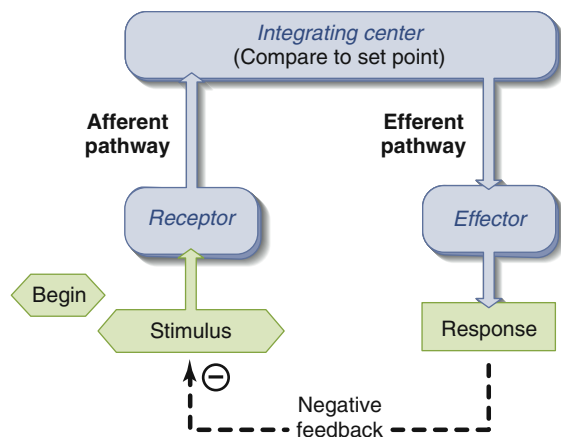 Integrating center
(Compare to set point)
Afferent
pathway
Efferent
pathway
Receptor
Effector
Begin
Stimulus
Response
⊖
Negative
feedback